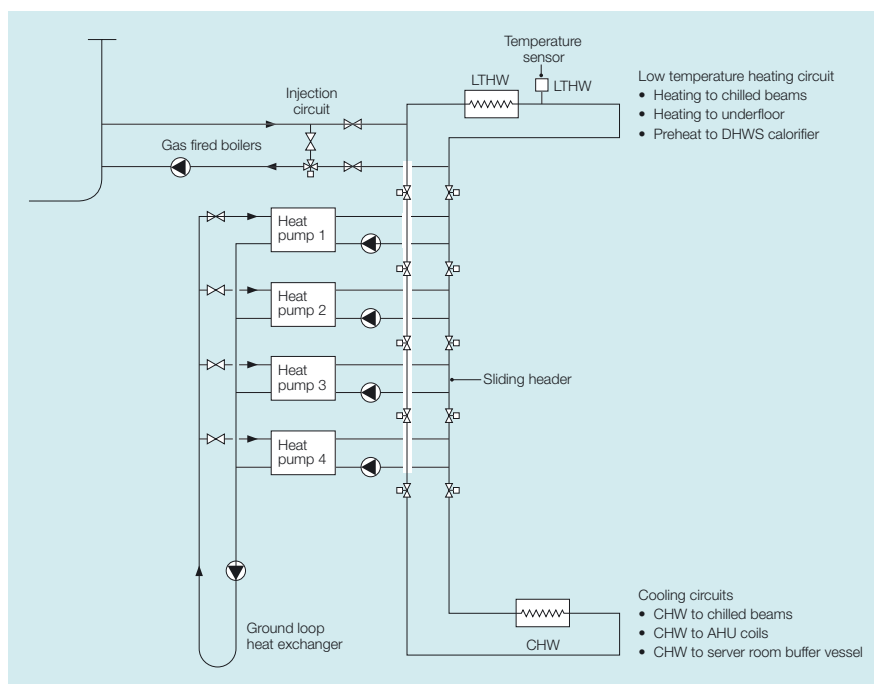 Temperature
sensor
LTHW
LTHW
Low temperature heating circuit
• Heating to chilled beams
• Heating to underfloor
• Preheat to DHWS calorifier
Injection
circuit
Gas fired boilers
Heat
pump 1
Heat
pump 2
Heat
pump 3
Sliding header
Heat
pump 4
Ground loop
heat exchanger
CHW
Cooling circuits
• CHW to chilled beams
• CHW to AHU coils
• CHW to server room buffer vessel